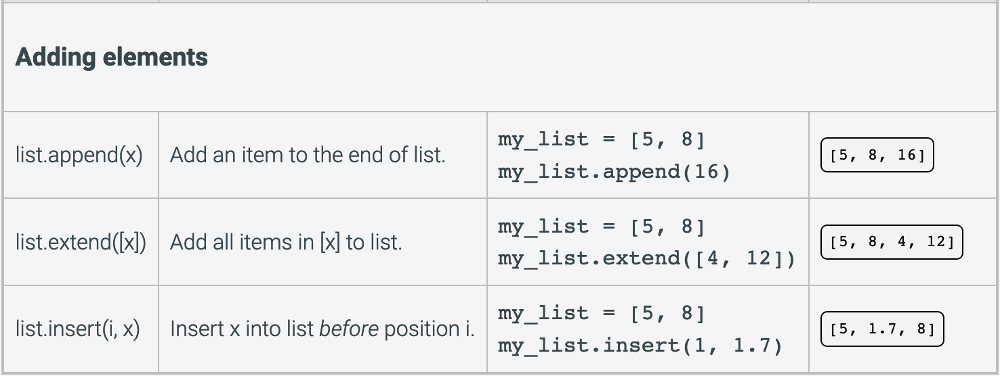 Adding elements
list.append(x)
Add an item to the end of list.
my_list = [5, 8]
my_list.append(16)
[5, 8, 16]
list.extend([x])
Add all items in [x] to list.
my_list = [5, 8]
my_list.extend([4, 12])
[5, 8, 4, 12]
list.insert(i, x)
Insert x into list before position i.
my_list = [5, 8]
my_list.insert(1, 1.7)
[5, 1.7, 8]